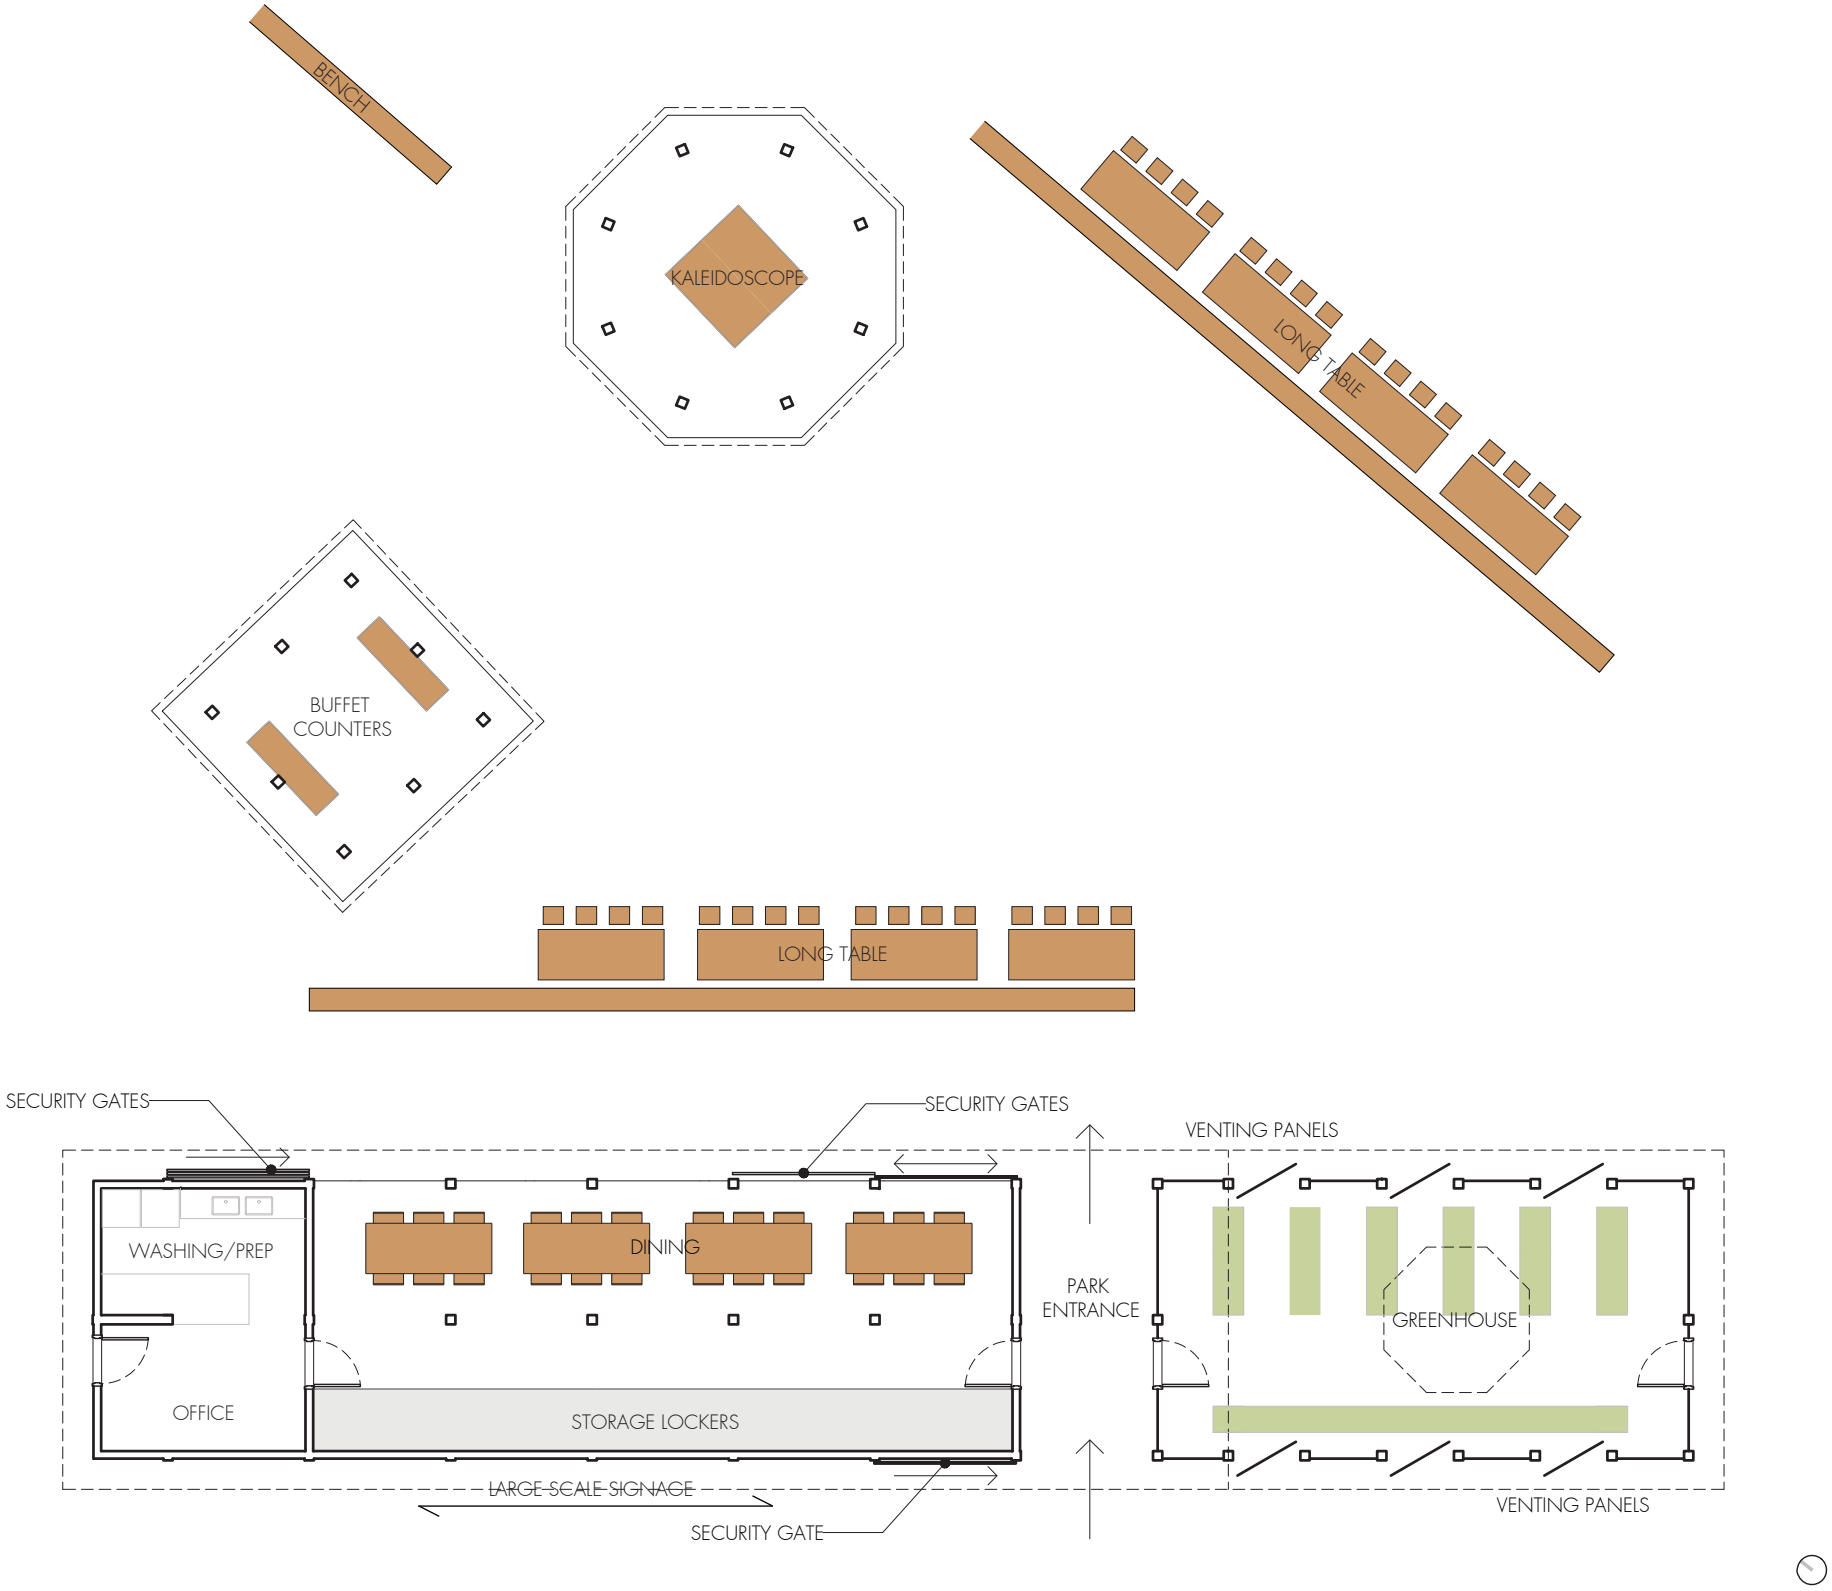 BENCH
KALEIDOSCOPE
LONG TABLE
BUFFET
COUNTERS
LONG TABLE
SECURITY GATES
SECURITY GATES
VENTING PANELS
WASHING/PREP
DINING
PARK
ENTRANCE
GREENHOUSE
OFFICE
STORAGE LOCKERS
LARGE SCALE SIGNAGE
VENTING PANELS
SECURITY GATE